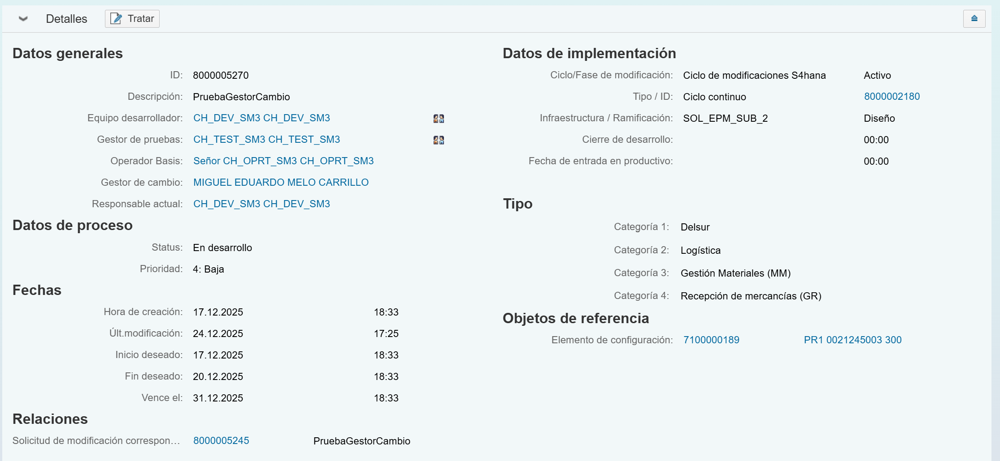 Detalles Tratar
Datos generales
ID: 8000005270
Descripción: PruebaGestorCambio
Equipo desarrollador: CH_DEV_SM3 CH_DEV_SM3
Gestor de pruebas: CH_TEST_SM3 CH_TEST_SM3
Operador Basis: Señor CH_OPRT_SM3 CH_OPRT_SM3
Gestor de cambio: MIGUEL EDUARDO MELO CARRILLO
Responsable actual: CH_DEV_SM3 CH_DEV_SM3
Datos de proceso
Status: En desarrollo
Prioridad: 4: Baja
Fechas
Hora de creación: 17.12.2025 18:33
Últ.modificación: 24.12.2025 17:25
Inicio deseado: 17.12.2025 18:33
Fin deseado: 20.12.2025 18:33
Vence el: 31.12.2025 18:33
Relaciones
Solicitud de modificación correspon... 8000005245 PruebaGestorCambio
Datos de implementación
Ciclo/Fase de modificación: Ciclo de modificaciones S4hana Activo
Tipo / ID: Ciclo continuo 8000002180
Infraestructura / Ramificación: SOL_EPM_SUB_2 Diseño
Cierre de desarrollo: 00:00
Fecha de entrada en productivo: 00:00
Tipo
Categoría 1: Delsur
Categoría 2: Logística
Categoría 3: Gestión Materiales (MM)
Categoría 4: Recepción de mercancías (GR)
Objetos de referencia
Elemento de configuración: 7100000189 PR1 0021245003 300